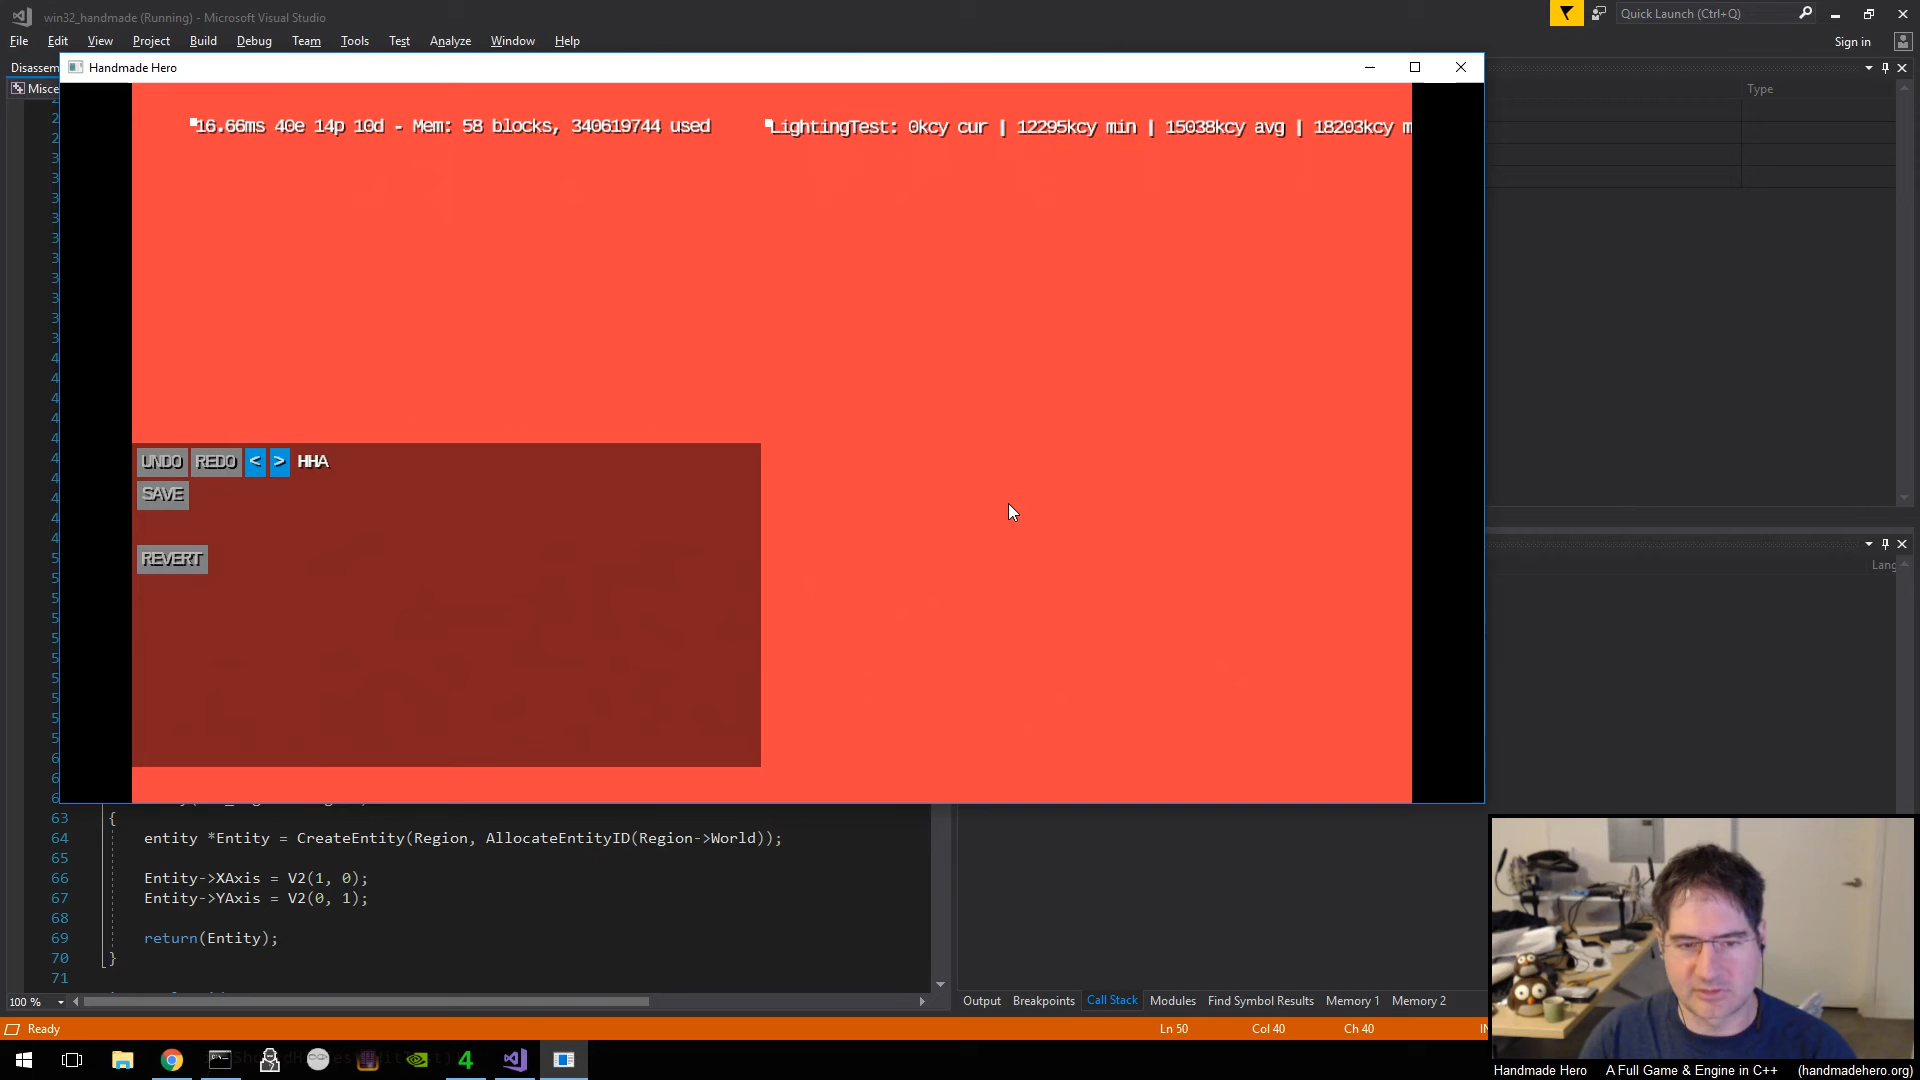 win32_handmade (Running) - Microsoft Visual Studio
Quick Launch (Ctrl+Q)
File Edit View Project Build Debug Team Tools Test Analyze Window Help
Sign in
Disassem
Handmade Hero
Misce
Type
16.66ms 40e 14p 10d - Mem: 58 blocks, 340619744 used
LightingTest: 0kcy cur | 12295kcy min | 15038kcy avg | 18203kcy m
UNDO REDO < > HHA
SAVE
REVERT
Lang
63 {
64 entity *Entity = CreateEntity(Region, AllocateEntityID(Region->World));
65
66 Entity->XAxis = V2(1, 0);
67 Entity->YAxis = V2(0, 1);
68
69 return(Entity);
70 }
71
100 %
Output Breakpoints Call Stack Modules Find Symbol Results Memory 1 Memory 2
Ready
Ln 50 Col 40 Ch 40 IN
Handmade Hero A Full Game & Engine in C++ (handmadehero.org)